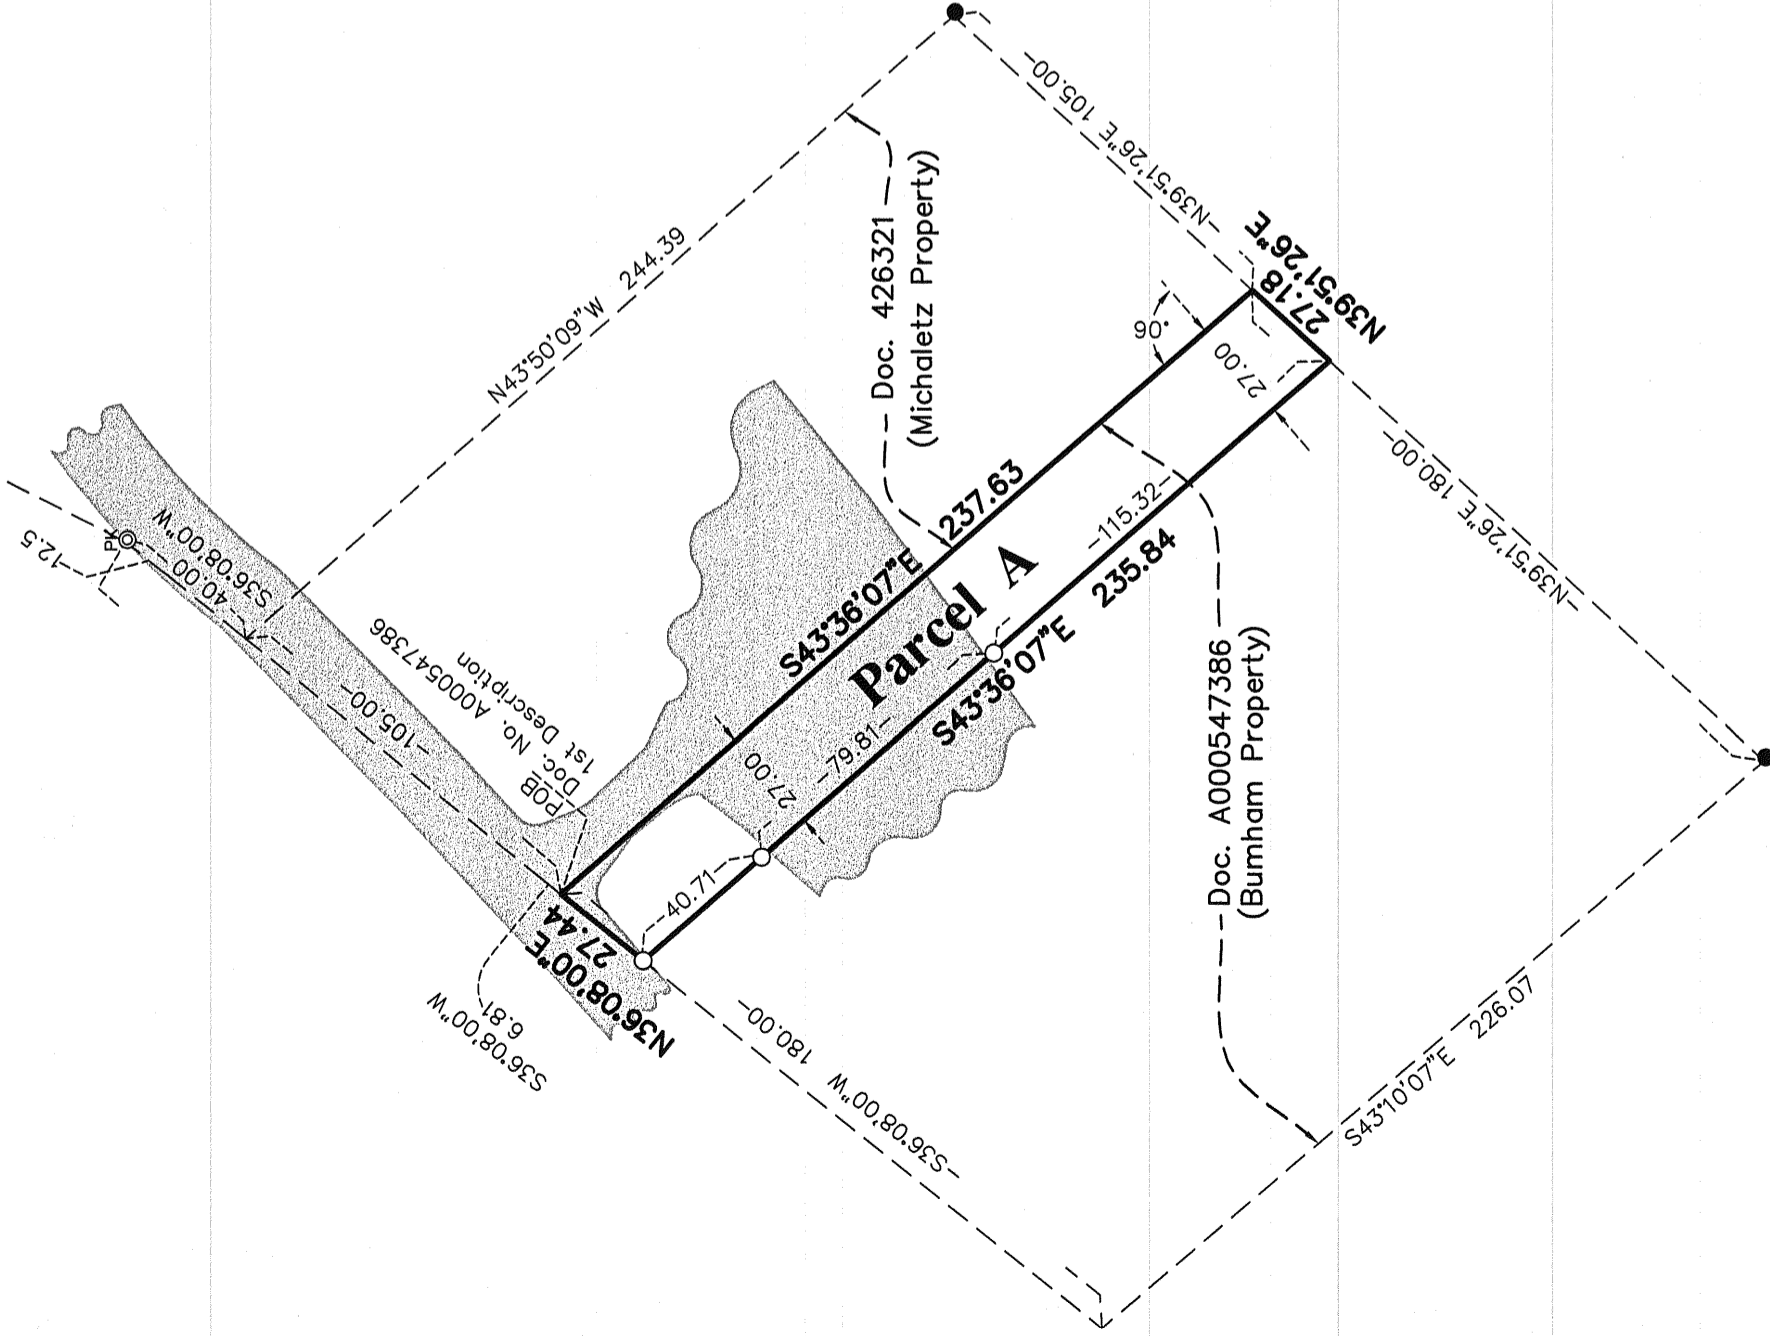 -105.00-
-N39°51'26"E
N43°50'09"W 244.39
Doc. 426321
(Michaletz Property)
N39°51'26"E
27.18
90°
27.00
PK
12.5
40.00
S36°08'00"W
-105.00-
POB
Doc. No. A000547386
1st. Description
S43°36'07"E 237.63
Parcel A
-115.32-
S43°36'07"E 235.84
27.00
-79.81-
-40.71-
N36°08'00"E
27.44
S36°08'00"W
6.81
-180.00-
-N39°51'26"E
Doc. A000547386
(Burnham Property)
-180.00-
S36°08'00"W
S43°10'07"E 226.07